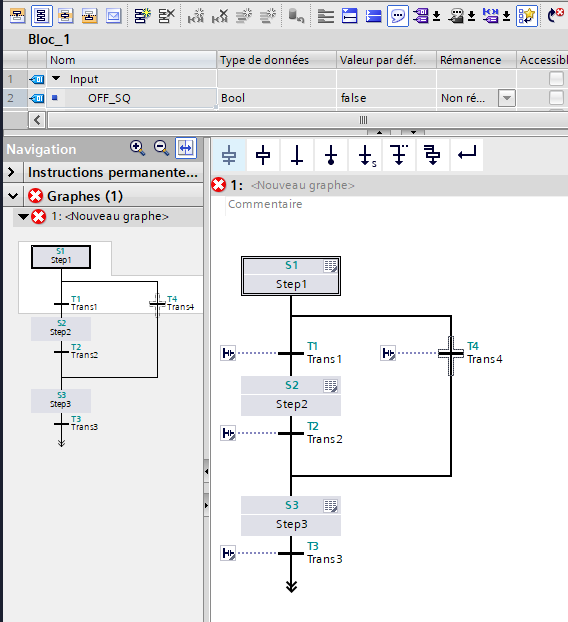 Bloc_1
Nom Type de données Valeur par déf. Rémanence Accessibl
1 Input
2 OFF_SQ Bool false Non ré...
Navigation
Instructions permanente...
Graphes (1)
1: <Nouveau graphe>
S1
Step1
T1
Trans1
T4
Trans4
S2
Step2
T2
Trans2
S3
Step3
T3
Trans3
S
1: <Nouveau graphe>
Commentaire
S1
Step1
T1
Trans1
T4
Trans4
S2
Step2
T2
Trans2
S3
Step3
T3
Trans3